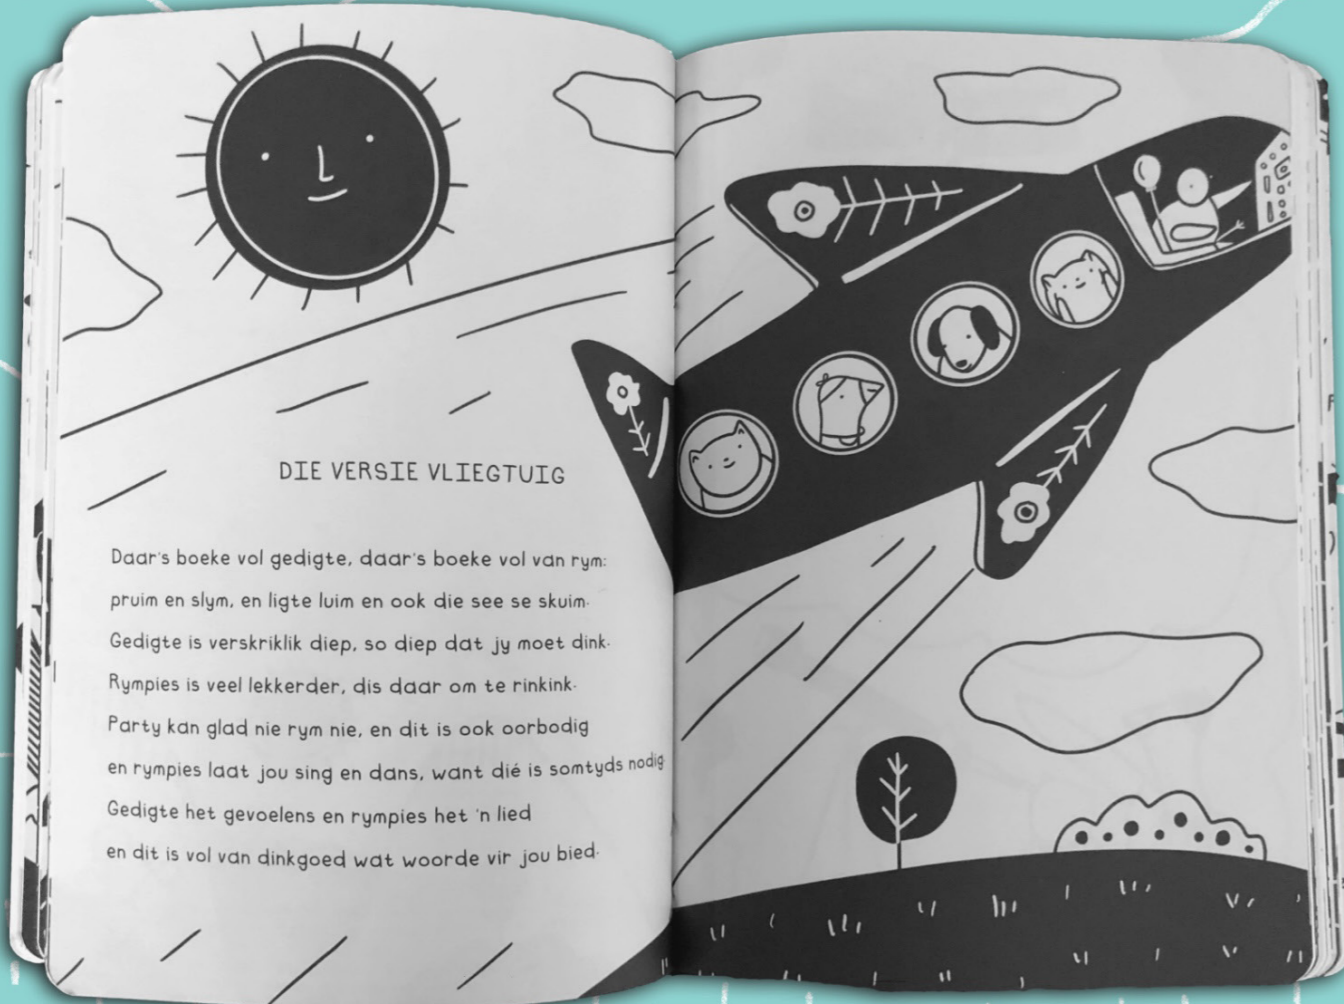 DIE VERSIE VLIEGTUIG
Daar's boeke vol gedigte, daar's boeke vol van rym:
pruim en slym, en ligte luim en ook die see se skuim.
Gedigte is verskriklik diep, so diep dat jy moet dink.
Rympies is veel lekkerder, dis daar om te rinkink.
Party kan glad nie rym nie, en dit is ook oorbodig
en rympies laat jou sing en dans, want dié is somtyds nodig.
Gedigte het gevoelens en rympies het 'n lied
en dit is vol van dinkgoed wat woorde vir jou bied.